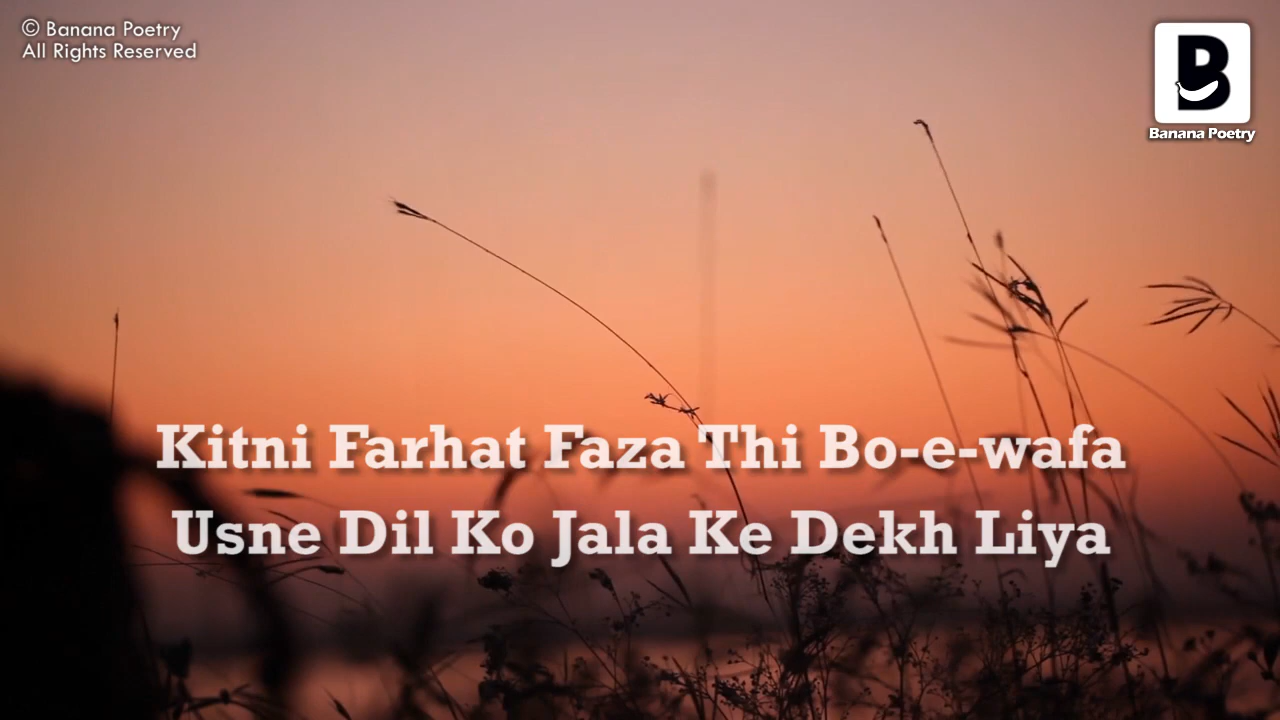 © Banana Poetry
All Rights Reserved
B
Banana Poetry
Kitni Farhat Faza Thi Bo-e-wafa
Usne Dil Ko Jala Ke Dekh Liya